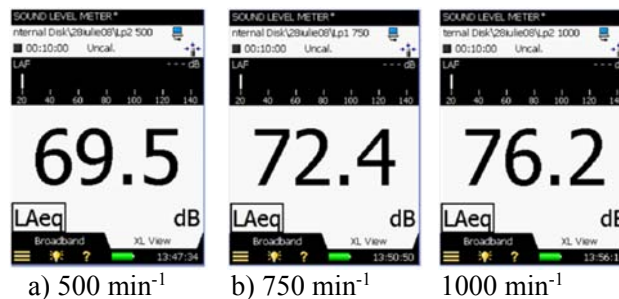 SOUND LEVEL METER *
nternal Disk\28iulie08\Lp2 500
00:10:00 Uncal.
LAF --- dB
20 40 60 80 100 120 140
69.5
LAeq dB
Broadband XL View
? 13:47:34
a) 500 min-1
SOUND LEVEL METER *
nternal Disk\28iulie08\Lp1 750
00:10:00 Uncal.
LAF --- dB
20 40 60 80 100 120 140
72.4
LAeq dB
Broadband XL View
? 13:50:50
b) 750 min-1
SOUND LEVEL METER *
ternal Disk\28iulie08\Lp2 1000
00:10:00 Uncal.
LAF --- dB
20 40 60 80 100 120 140
76.2
LAeq dB
Broadband XL View
? 13:56:1
1000 min-1